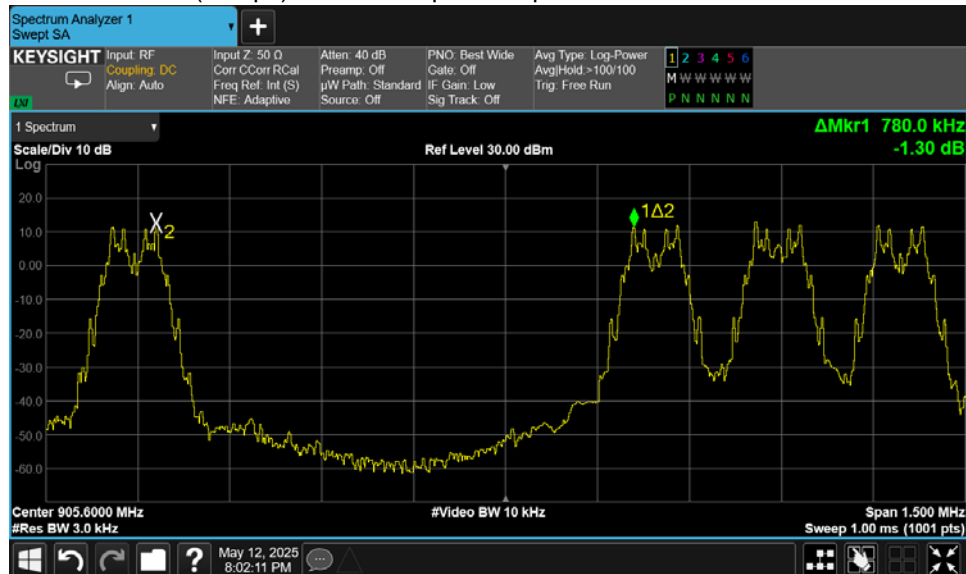 Spectrum Analyzer 1
Swept SA
+
KEYSIGHT
Input: RF
Coupling: DC
Align: Auto
Input Z: 50 Ω
Corr CCorr RCal
Freq Ref: Int (S)
NFE: Adaptive
Atten: 40 dB
Preamp: Off
µW Path: Standard
Source: Off
PNO: Best Wide
Gate: Off
IF Gain: Low
Sig Track: Off
Avg Type: Log-Power
Avg|Hold:>100/100
Trig: Free Run
1 2 3 4 5 6
M W W W W W
P N N N N N
LXI
1 Spectrum
ΔMkr1 780.0 kHz
-1.30 dB
Scale/Div 10 dB
Ref Level 30.00 dBm
Log
20.0
10.0
0.00
-10.0
-20.0
-30.0
-40.0
-50.0
-60.0
X2
1Δ2
Center 905.6000 MHz
#Video BW 10 kHz
Span 1.500 MHz
#Res BW 3.0 kHz
Sweep 1.00 ms (1001 pts)
?
May 12, 2025
8:02:11 PM